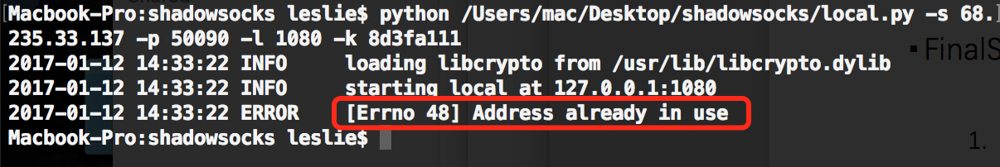 [Macbook-Pro:shadowsocks leslie$ python /Users/mac/Desktop/shadowsocks/local.py -s 68.]
235.33.137 -p 50090 -l 1080 -k 8d3fa111
2017-01-12 14:33:22 INFO     loading libcrypto from /usr/lib/libcrypto.dylib
2017-01-12 14:33:22 INFO     starting local at 127.0.0.1:1080
2017-01-12 14:33:22 ERROR    [Errno 48] Address already in use
Macbook-Pro:shadowsocks leslie$
▪FinalS
1.